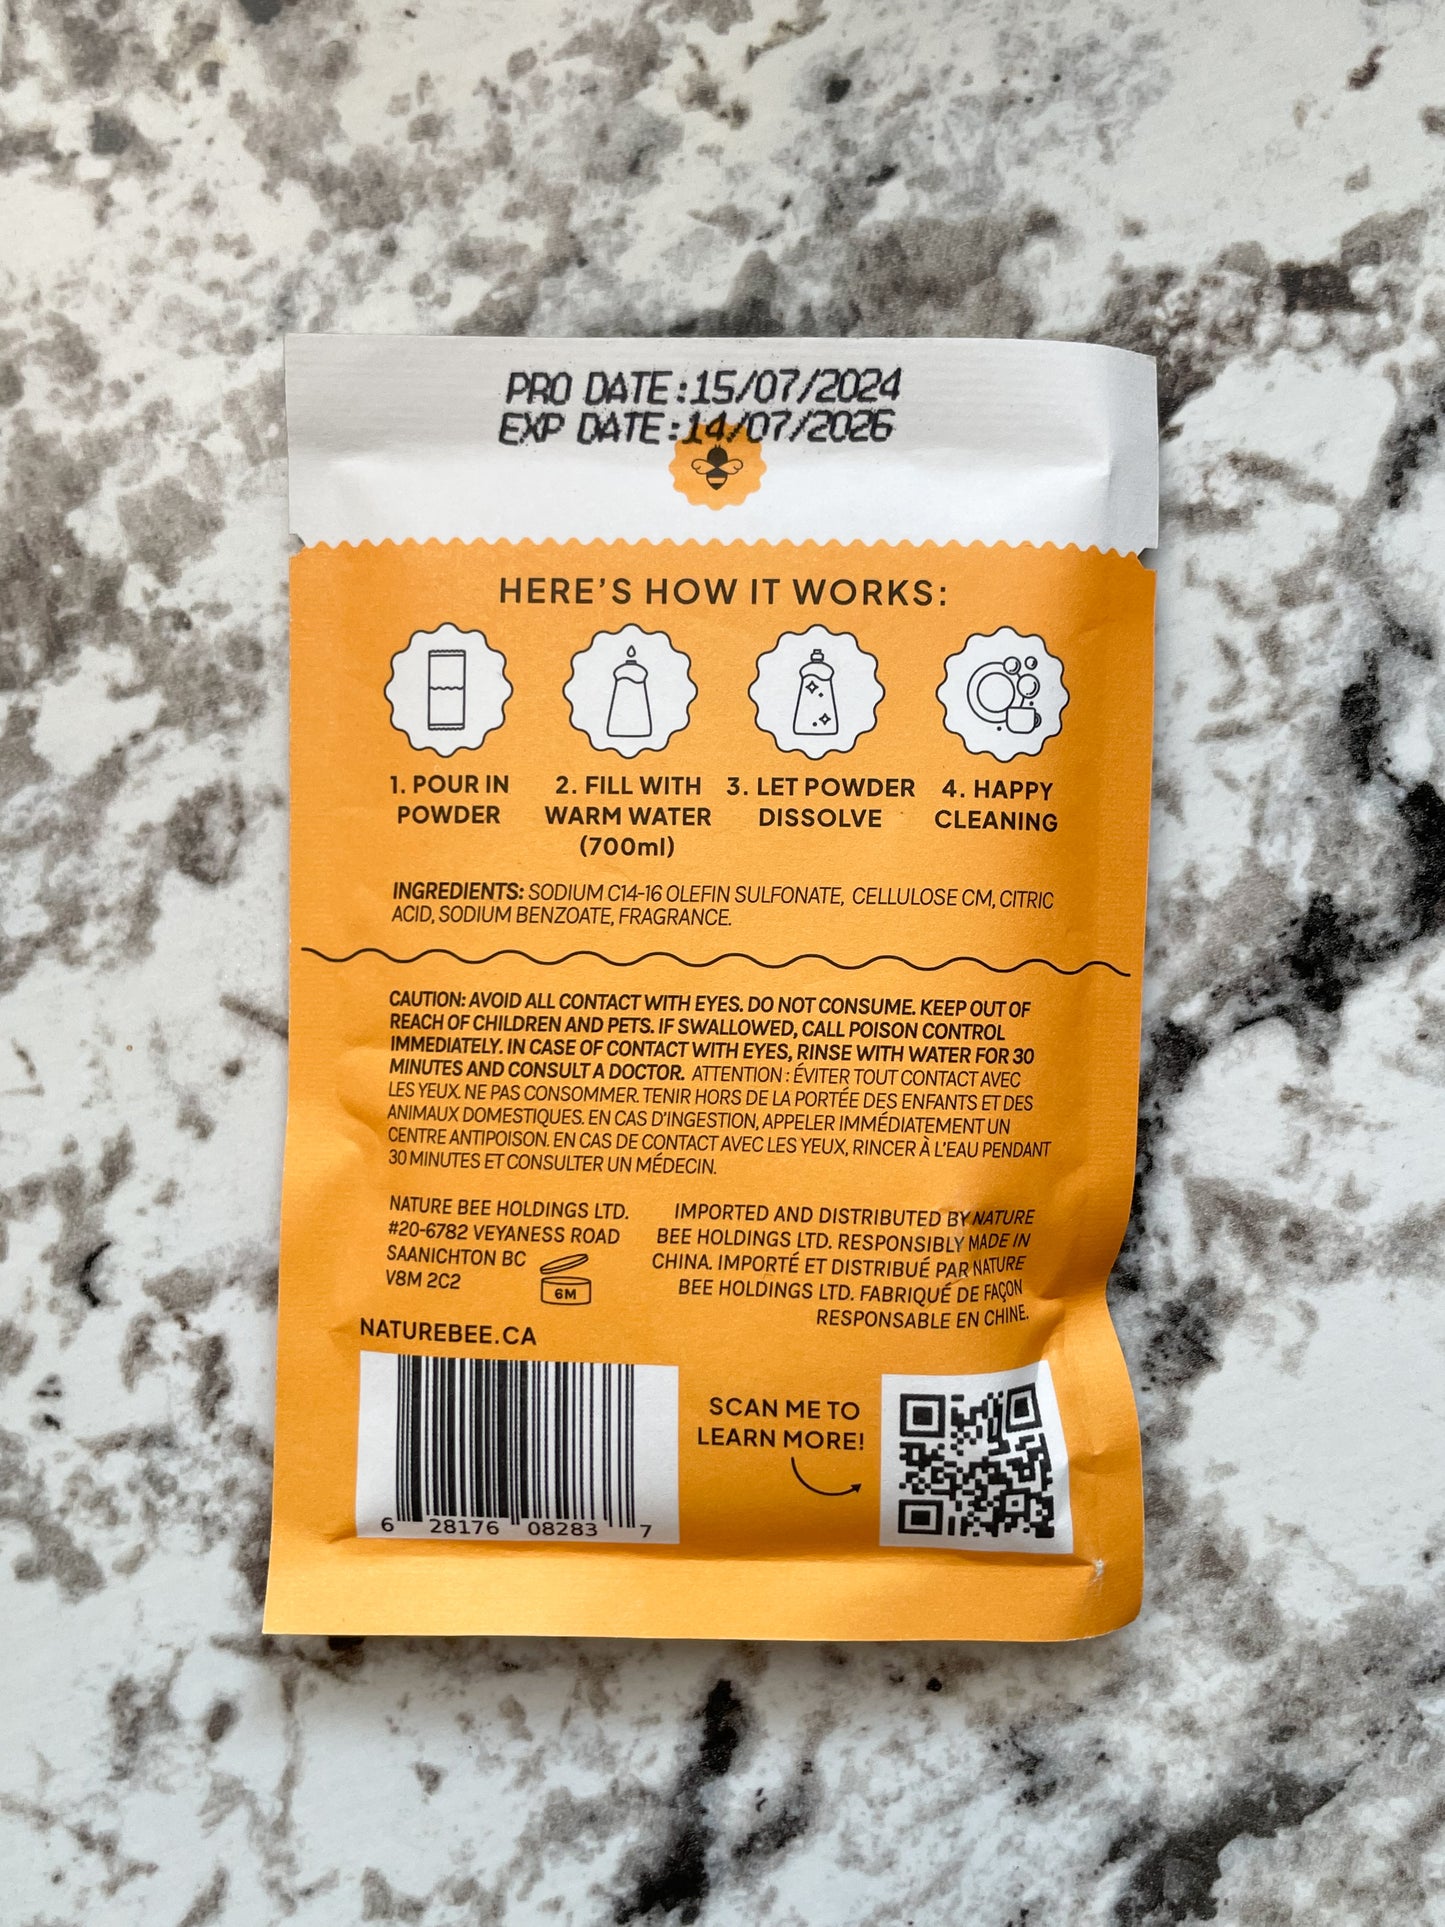 PRO DATE:15/07/2024
EXP DATE:14/07/2026
HERE'S HOW IT WORKS:
1. POUR IN
POWDER
2. FILL WITH
WARM WATER
(700ml)
3. LET POWDER
DISSOLVE
4. HAPPY
CLEANING
INGREDIENTS: SODIUM C14-16 OLEFIN SULFONATE, CELLULOSE CM, CITRIC
ACID, SODIUM BENZOATE, FRAGRANCE.
CAUTION: AVOID ALL CONTACT WITH EYES. DO NOT CONSUME. KEEP OUT OF
REACH OF CHILDREN AND PETS. IF SWALLOWED, CALL POISON CONTROL
IMMEDIATELY. IN CASE OF CONTACT WITH EYES, RINSE WITH WATER FOR 30
MINUTES AND CONSULT A DOCTOR. ATTENTION : ÉVITER TOUT CONTACT AVEC
LES YEUX. NE PAS CONSOMMER. TENIR HORS DE LA PORTÉE DES ENFANTS ET DES
ANIMAUX DOMESTIQUES. EN CAS D'INGESTION, APPELER IMMÉDIATEMENT UN
CENTRE ANTIPOISON. EN CAS DE CONTACT AVEC LES YEUX, RINCER À L'EAU PENDANT
30 MINUTES ET CONSULTER UN MÉDECIN.
NATURE BEE HOLDINGS LTD.
#20-6782 VEYANESS ROAD
SAANICHTON BC
V8M 2C2
6M
IMPORTED AND DISTRIBUTED BY NATURE
BEE HOLDINGS LTD. RESPONSIBLY MADE IN
CHINA. IMPORTÉ ET DISTRIBUÉ PAR NATURE
BEE HOLDINGS LTD. FABRIQUÉ DE FAÇON
RESPONSABLE EN CHINE.
NATUREBEE.CA
6 28176 08283 7
SCAN ME TO
LEARN MORE!